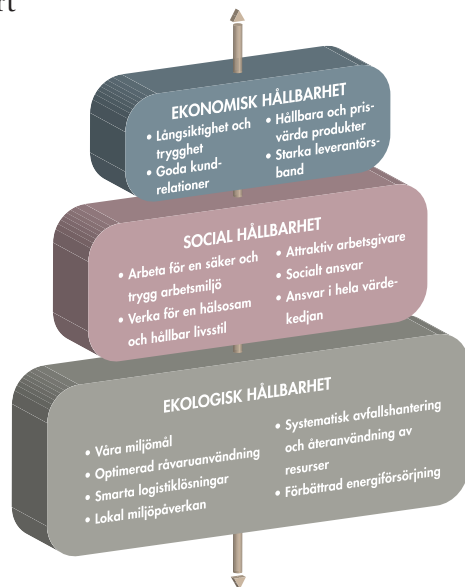 EKONOMISK HÅLLBARHET
• Långsiktighet och
trygghet
• Goda kund-
relationer
• Hållbara och pris-
värda produkter
• Starka leverantörs-
band
SOCIAL HÅLLBARHET
• Arbeta för en säker och
trygg arbetsmiljö
• Verka för en hälsosam
och hållbar livsstil
• Attraktiv arbetsgivare
• Socialt ansvar
• Ansvar i hela värde-
kedjan
EKOLOGISK HÅLLBARHET
• Våra miljömål
• Optimerad råvaruanvändning
• Smarta logistiklösningar
• Lokal miljöpåverkan
• Systematisk avfallshantering
och återanvändning av
resurser
• Förbättrad energiförsörjning